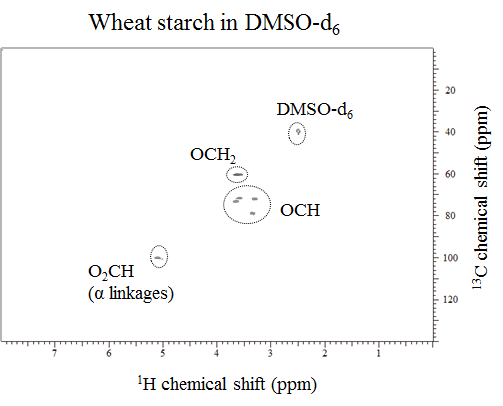 Wheat starch in DMSO-d₆
DMSO-d₆
OCH₂
OCH
O₂CH
(α linkages)
20
40
60
80
100
120
¹³C chemical shift (ppm)
7 6 5 4 3 2 1
¹H chemical shift (ppm)